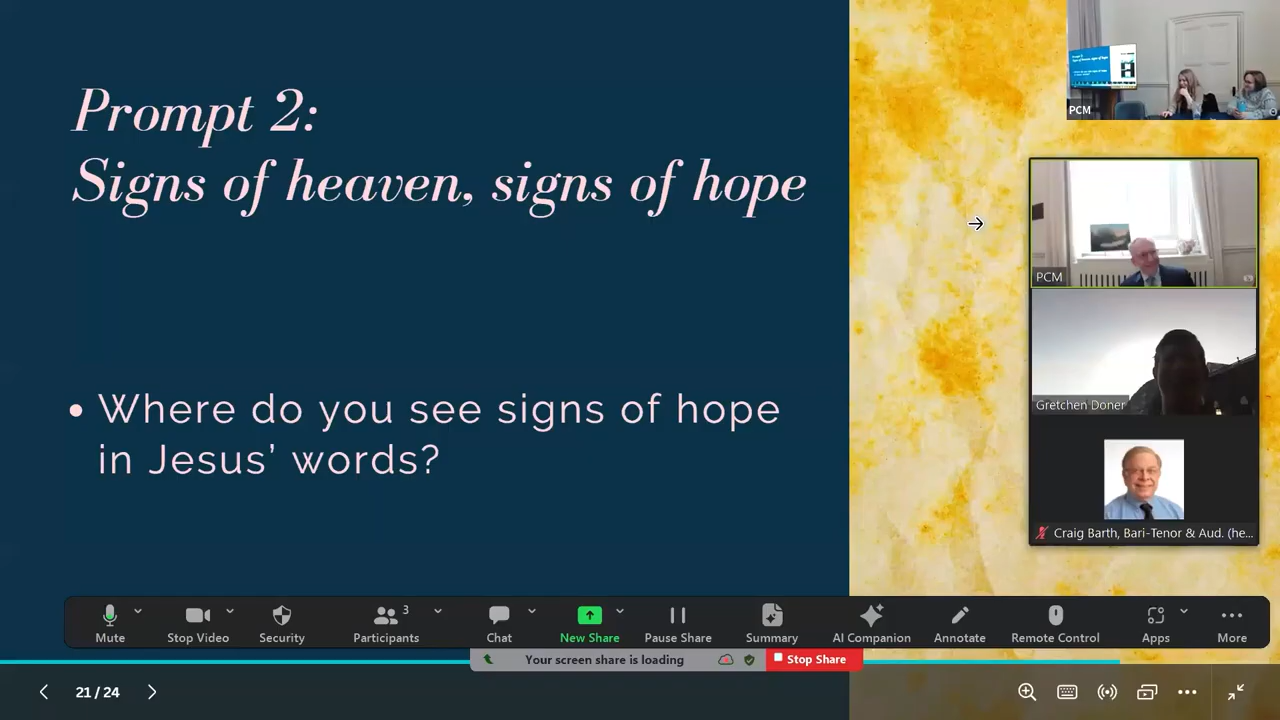 Prompt 2:
Signs of heaven, signs of hope
• Where do you see signs of hope
in Jesus' words?
PCM
PCM
Gretchen Doner
Craig Barth, Bari-Tenor & Aud. (he...
Mute
Stop Video
Security
Participants
3
Chat
New Share
Pause Share
Summary
AI Companion
Annotate
Remote Control
Apps
More
Your screen share is loading
Stop Share
21 / 24